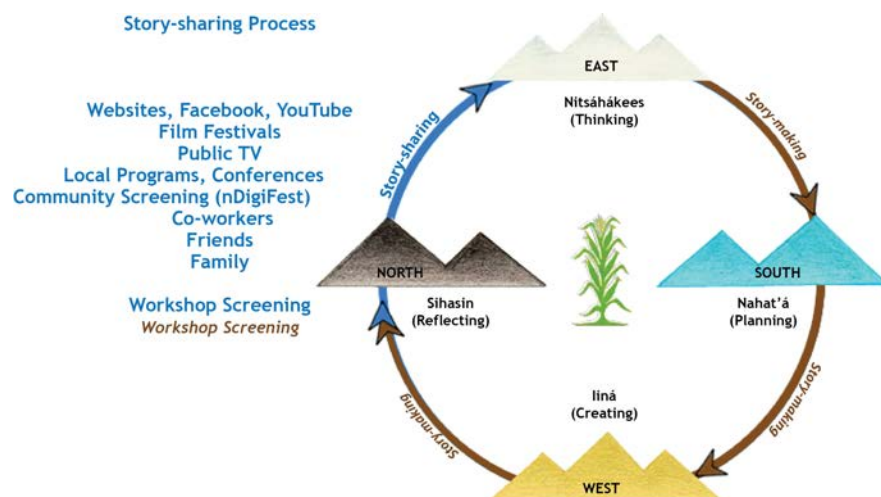 Story-sharing Process
Websites, Facebook, YouTube
Film Festivals
Public TV
Local Programs, Conferences
Community Screening (nDigiFest)
Co-workers
Friends
Family
Workshop Screening
Workshop Screening
EAST
Nitsáhákees
(Thinking)
Story-making
SOUTH
Nahat’á
(Planning)
Story-making
Iiná
(Creating)
WEST
Story-making
NORTH
Sihasin
(Reflecting)
Story-sharing